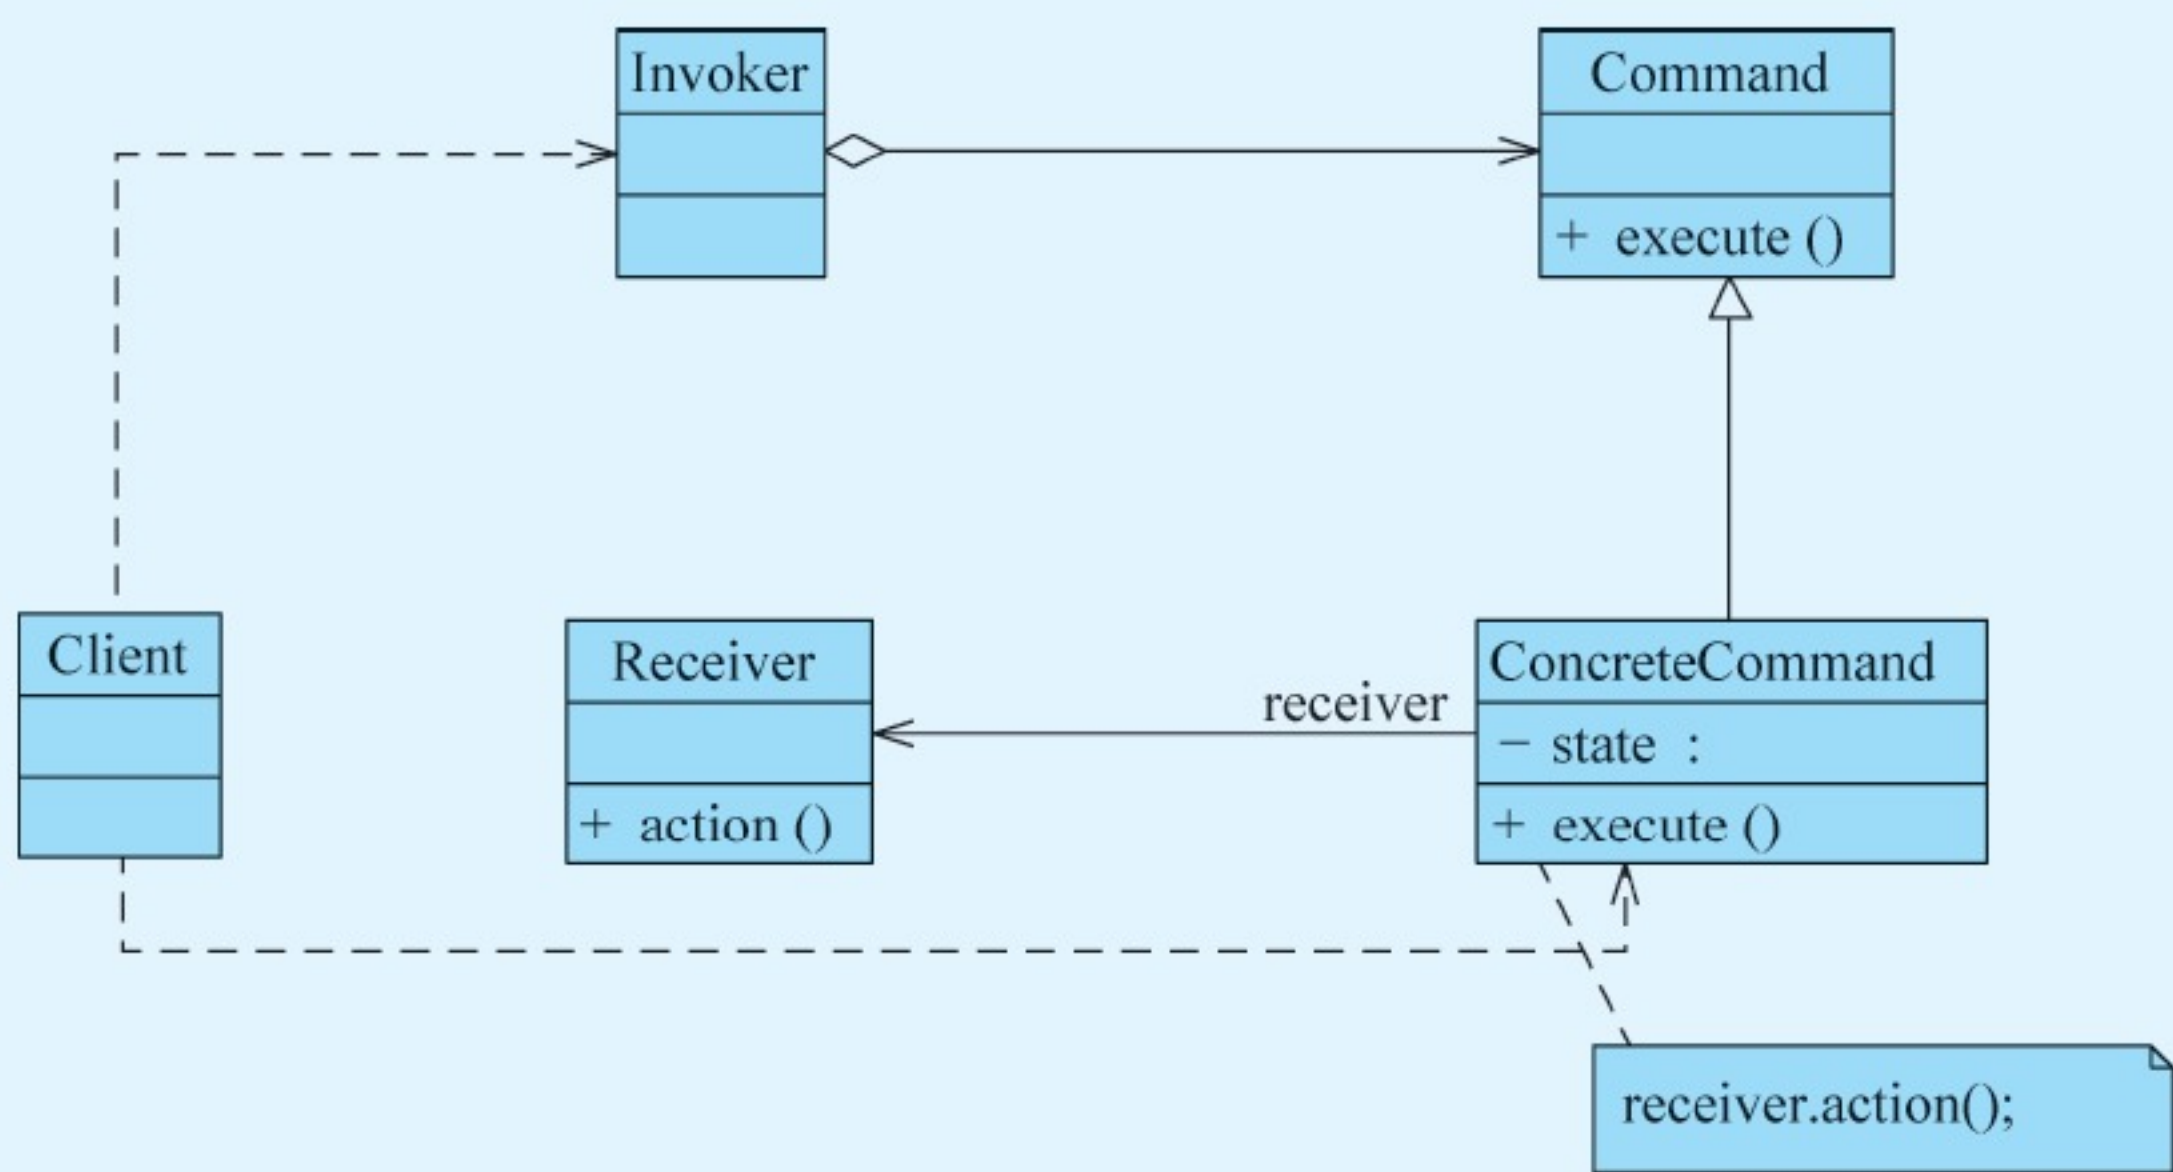 Invoker
Command
+ execute ()
Client
Receiver
+ action ()
receiver
ConcreteCommand
− state :
+ execute ()
receiver.action();